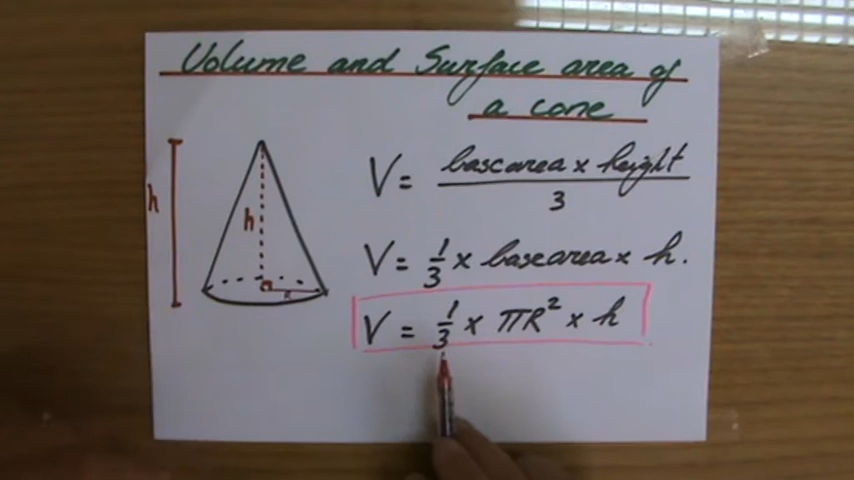 Volume and Surface area of
a cone
h
h
R
V = basearea x height
3
V = 1/3 x basearea x h.
V = 1/3 x πR² x h